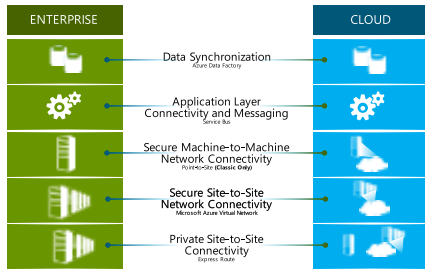 ENTERPRISE
CLOUD
Data Synchronization
Azure Data Factory
Application Layer
Connectivity and Messaging
Service Bus
Secure Machine-to-Machine
Network Connectivity
Point-to-Site (Classic Only)
Secure Site-to-Site
Network Connectivity
Microsoft Azure Virtual Network
Private Site-to-Site
Connectivity
Express Route